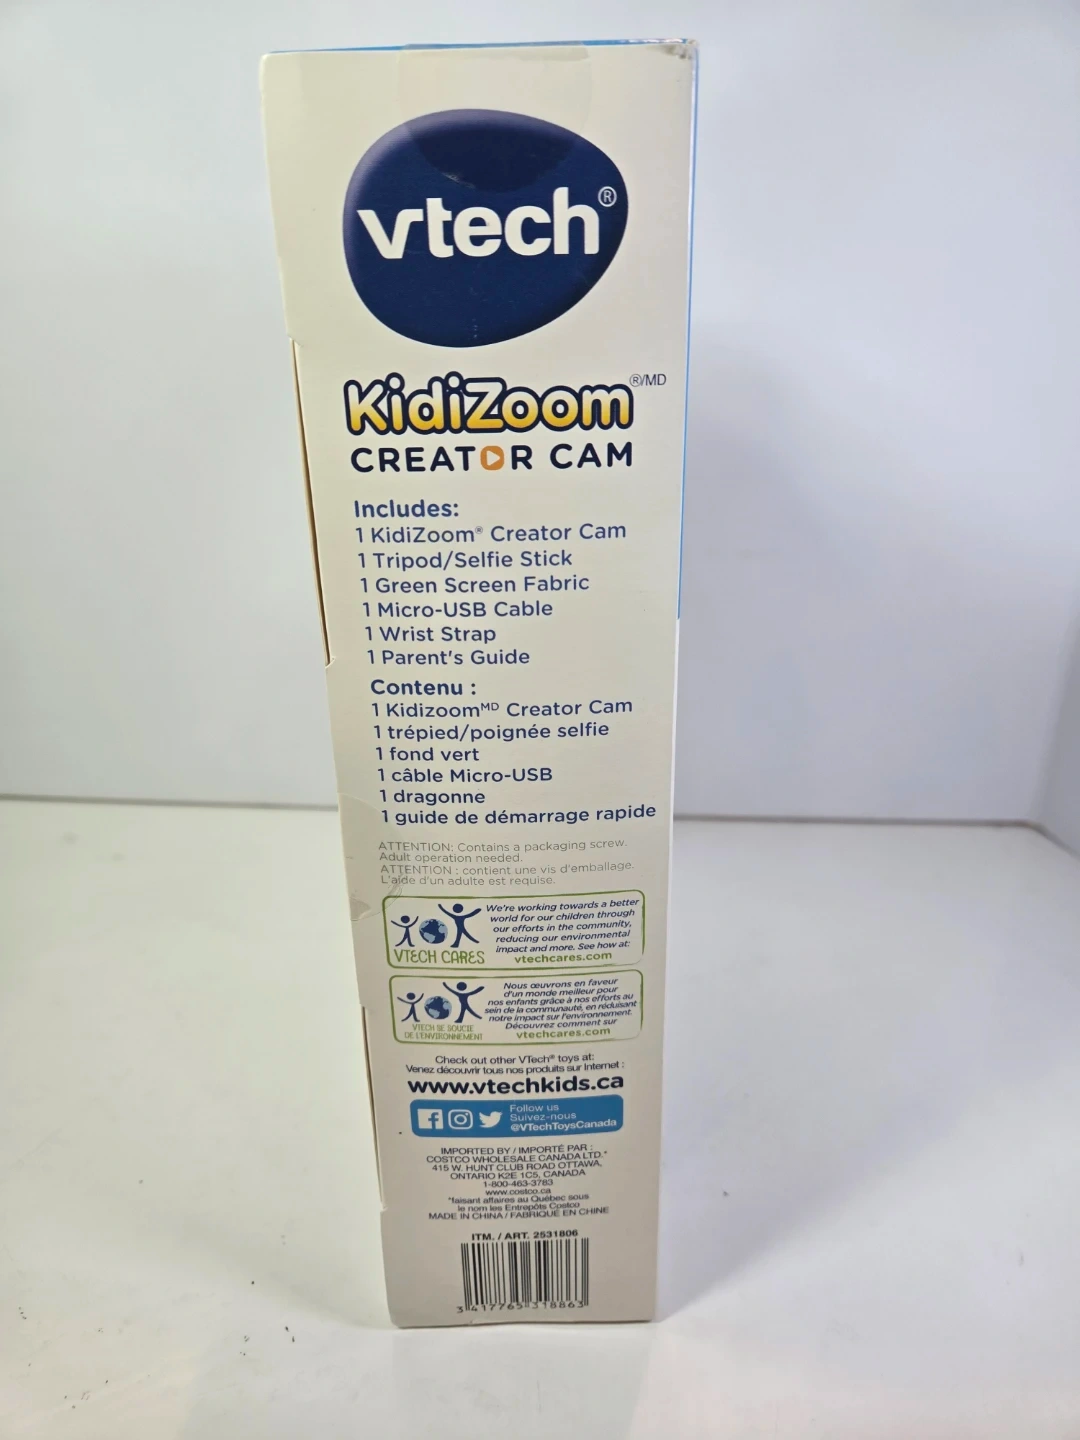 vtech®
KidiZoom®/MD
CREATOR CAM
Includes:
1 KidiZoom® Creator Cam
1 Tripod/Selfie Stick
1 Green Screen Fabric
1 Micro-USB Cable
1 Wrist Strap
1 Parent's Guide
Contenu :
1 KidizoomMD Creator Cam
1 trépied/poignée selfie
1 fond vert
1 câble Micro-USB
1 dragonne
1 guide de démarrage rapide
ATTENTION: Contains a packaging screw.
Adult operation needed.
ATTENTION : contient une vis d'emballage.
L'aide d'un adulte est requise.
We're working towards a better
world for our children through
our efforts in the community,
reducing our environmental
impact and more. See how at:
vtechcares.com
VTECH CARES
Nous œuvrons en faveur
d'un monde meilleur pour
nos enfants grâce à nos efforts au
sein de la communauté, en réduisant
notre impact sur l'environnement.
Découvrez comment sur
vtechcares.com
VTECH SE SOUCIE
DE L'ENVIRONNEMENT
Check out other VTech® toys at:
Venez découvrir tous nos produits sur Internet :
www.vtechkids.ca
Follow us
Suivez-nous
@VTechToysCanada
IMPORTED BY / IMPORTÉ PAR :
COSTCO WHOLESALE CANADA LTD.*
415 W. HUNT CLUB ROAD OTTAWA,
ONTARIO K2E 1C5, CANADA
1-800-463-3783
www.costco.ca
*faisant affaires au Québec sous
le nom les Entrepôts Costco
MADE IN CHINA / FABRIQUÉ EN CHINE
ITM. / ART. 2531806
3 417765 318863